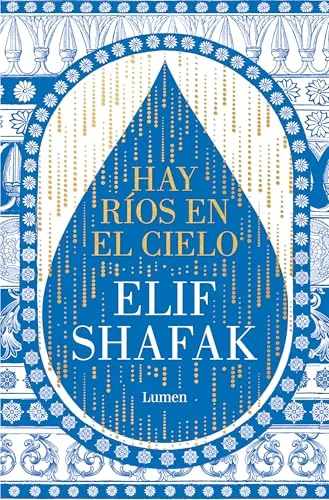 HAY
RÍOS EN
EL CIELO
ELIF
SHAFAK
Lumen